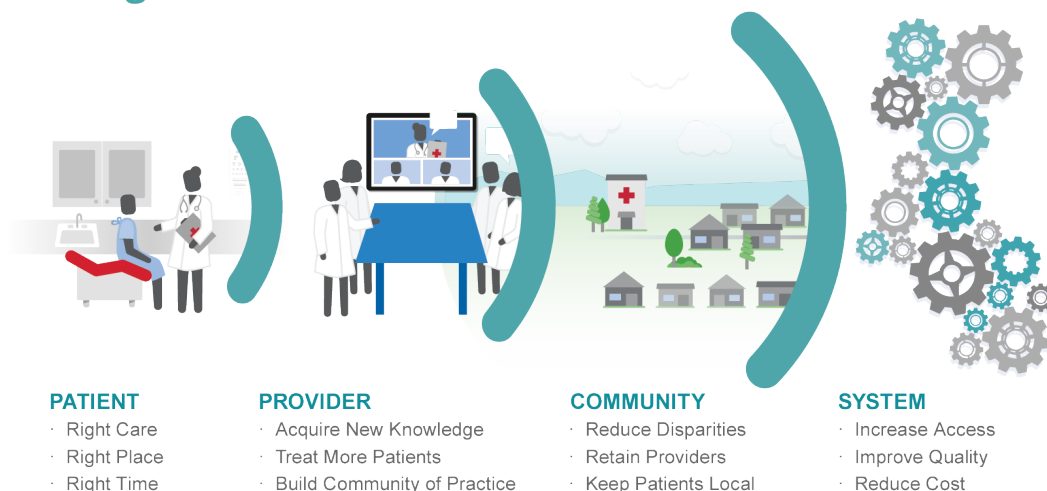 PATIENT
· Right Care
· Right Place
· Right Time
PROVIDER
· Acquire New Knowledge
· Treat More Patients
· Build Community of Practice
COMMUNITY
· Reduce Disparities
· Retain Providers
· Keep Patients Local
SYSTEM
· Increase Access
· Improve Quality
· Reduce Cost